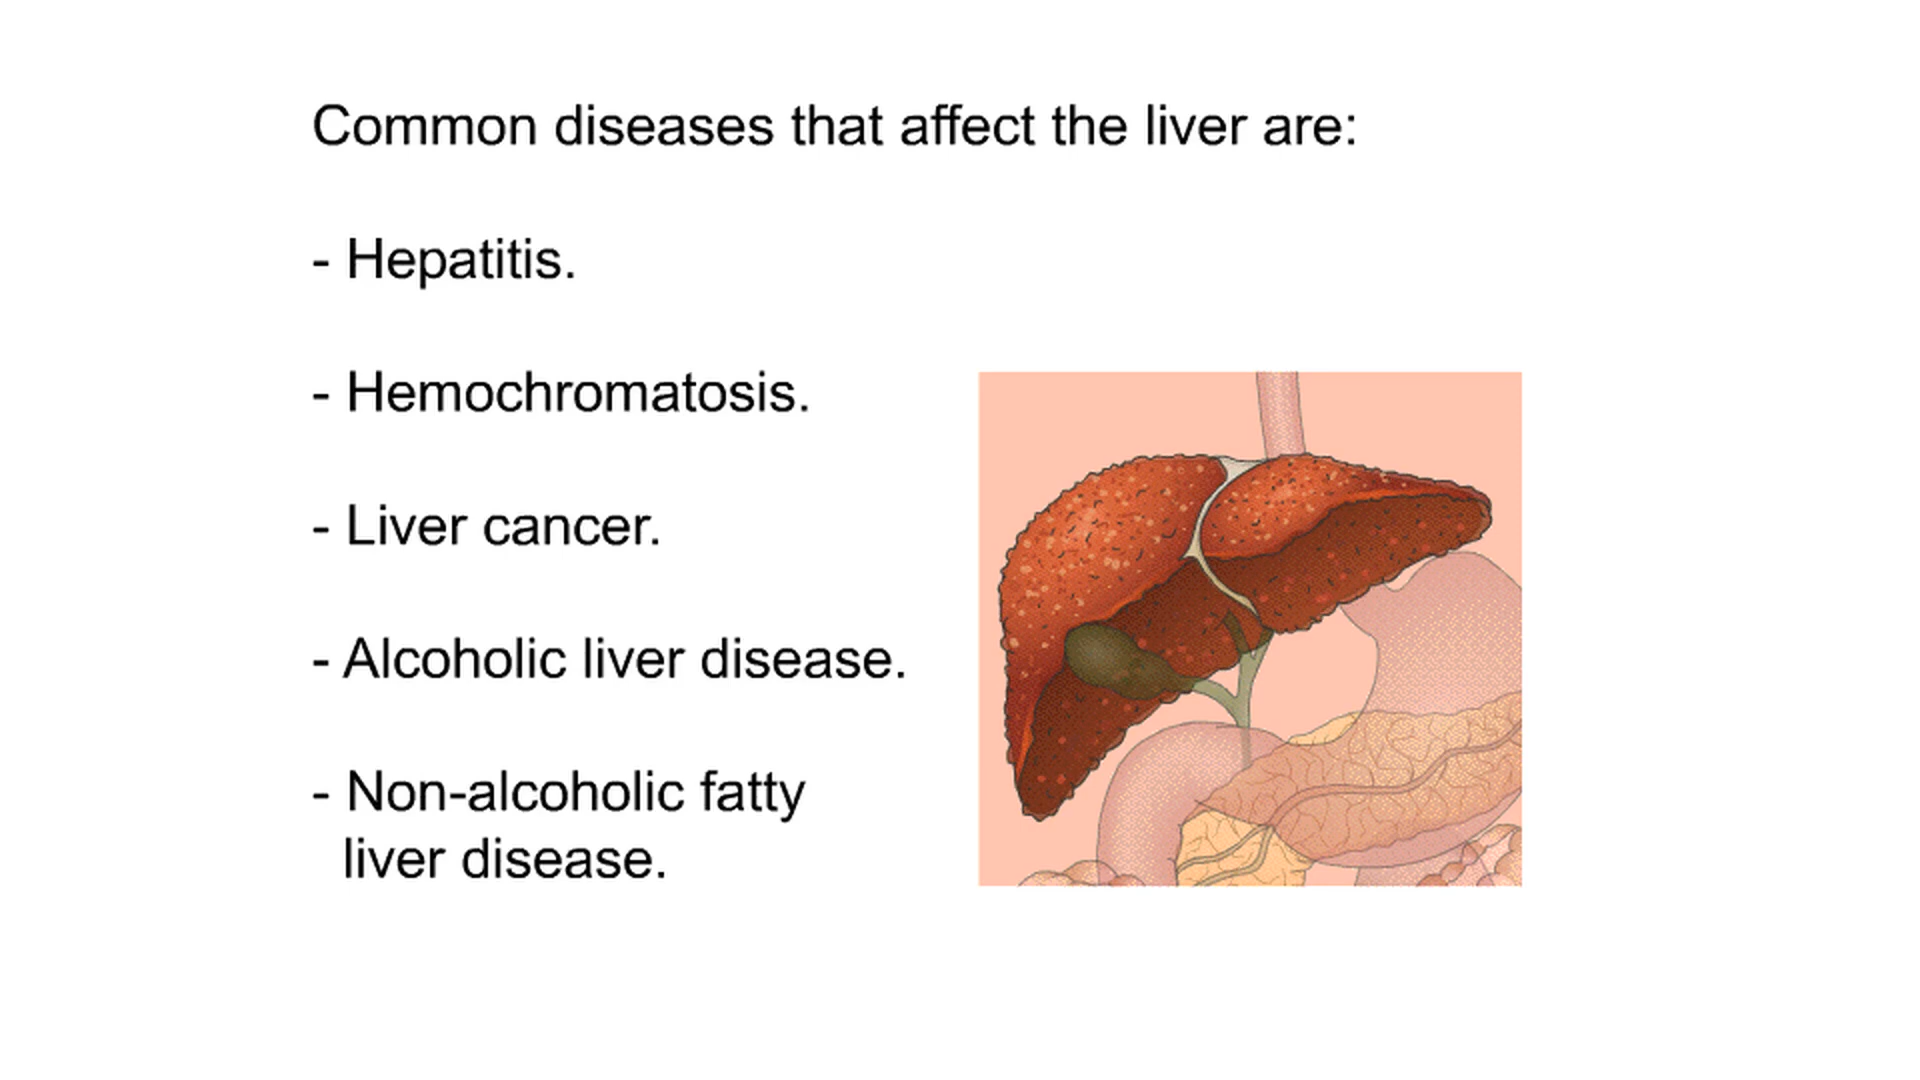 Common diseases that affect the liver are:
- Hepatitis.
- Hemochromatosis.
- Liver cancer.
- Alcoholic liver disease.
- Non-alcoholic fatty
liver disease.